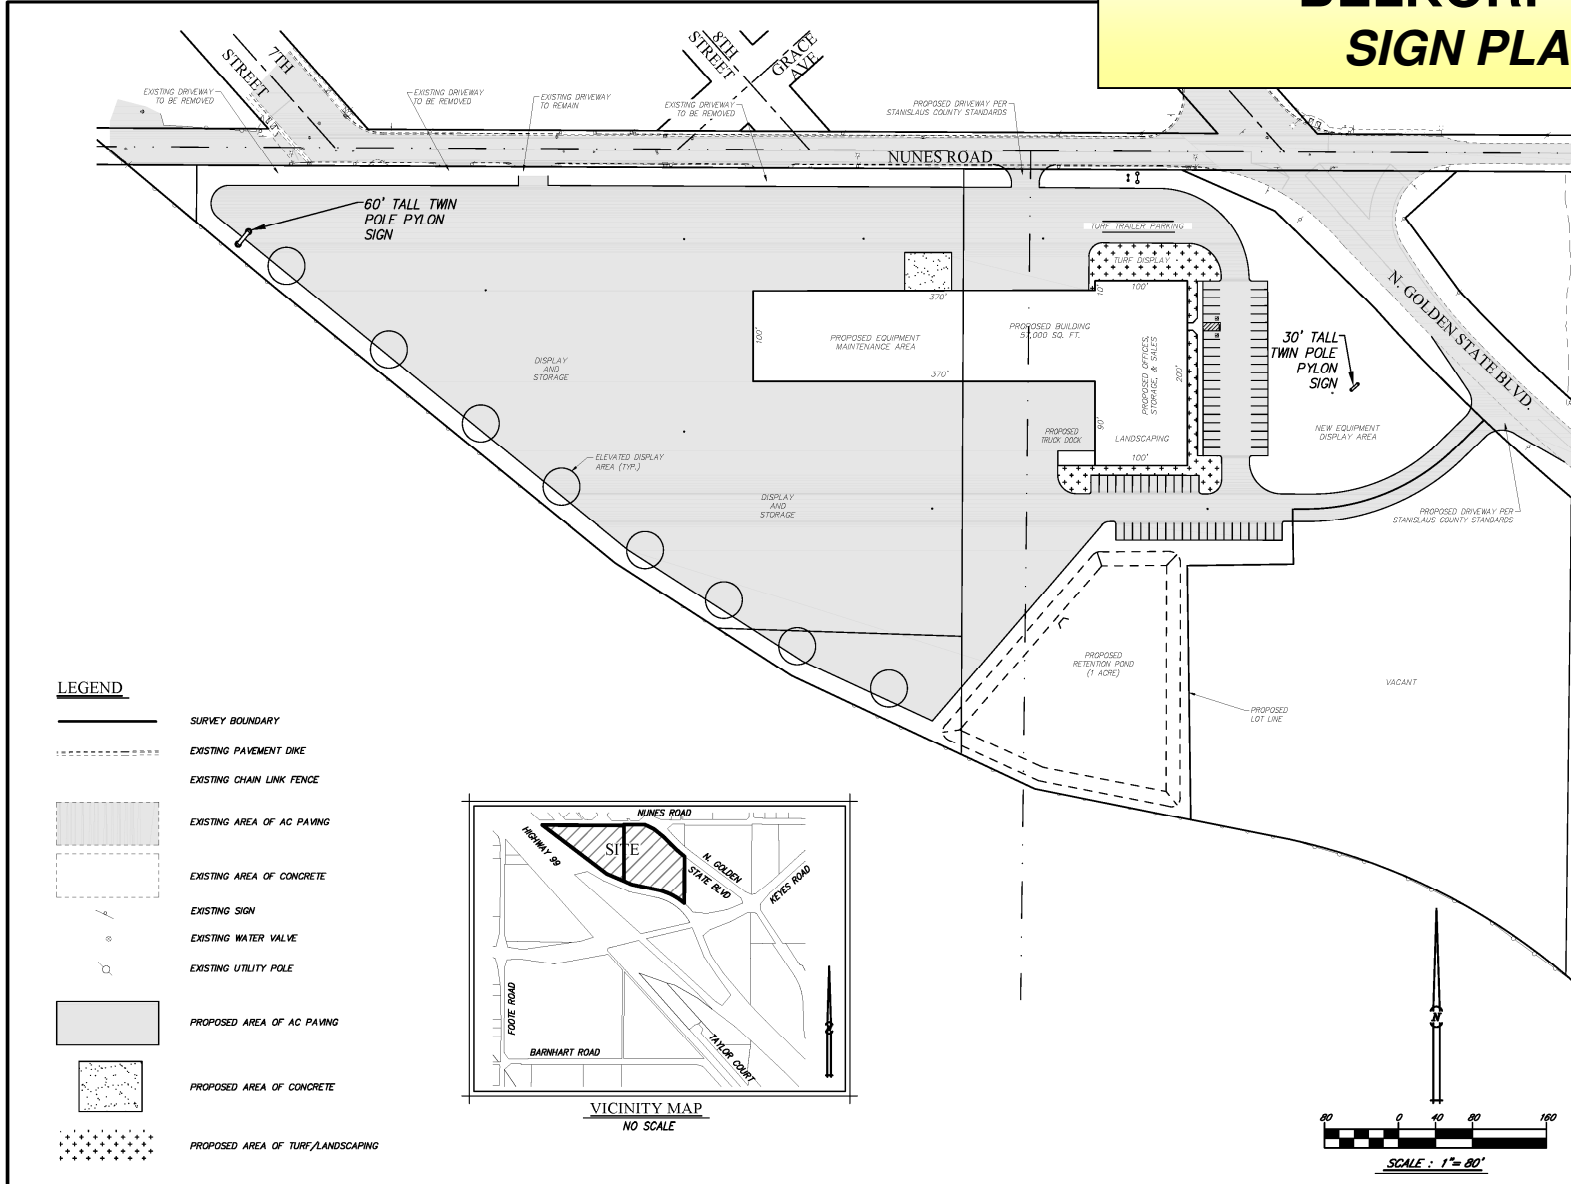 SIGN PLA
7TH
STREET
8TH
STREET
GRACE
AVE
EXISTING DRIVEWAY
TO BE REMOVED
EXISTING DRIVEWAY
TO BE REMOVED
EXISTING DRIVEWAY
TO REMAIN
EXISTING DRIVEWAY
TO BE REMOVED
PROPOSED DRIVEWAY PER
STANISLAUS COUNTY STANDARDS
NUNES ROAD
60' TALL TWIN
POLE PYLON
SIGN
TURF TRAILER PARKING
TURF DISPLAY
100'
10'
370'
100'
PROPOSED EQUIPMENT
MAINTENANCE AREA
PROPOSED BUILDING
57,000 SQ. FT.
370'
PROPOSED OFFICES,
STORAGE, & SALES
200'
90'
N. GOLDEN STATE BLVD.
30' TALL
TWIN POLE
PYLON
SIGN
DISPLAY
AND
STORAGE
PROPOSED
TRUCK DOCK
LANDSCAPING
100'
NEW EQUIPMENT
DISPLAY AREA
ELEVATED DISPLAY
AREA (TYP.)
DISPLAY
AND
STORAGE
PROPOSED DRIVEWAY PER
STANISLAUS COUNTY STANDARDS
PROPOSED
RETENTION POND
(1 ACRE)
VACANT
PROPOSED
LOT LINE
LEGEND
SURVEY BOUNDARY
EXISTING PAVEMENT DIKE
EXISTING CHAIN LINK FENCE
EXISTING AREA OF AC PAVING
EXISTING AREA OF CONCRETE
EXISTING SIGN
EXISTING WATER VALVE
EXISTING UTILITY POLE
PROPOSED AREA OF AC PAVING
PROPOSED AREA OF CONCRETE
PROPOSED AREA OF TURF/LANDSCAPING
NUNES ROAD
HIGHWAY 99
SITE
N. GOLDEN
STATE BLVD
KEYES ROAD
FOOTE ROAD
BARNHART ROAD
TAYLOR COURT
VICINITY MAP
NO SCALE
N
80 0 40 80 160
SCALE : 1"= 80'